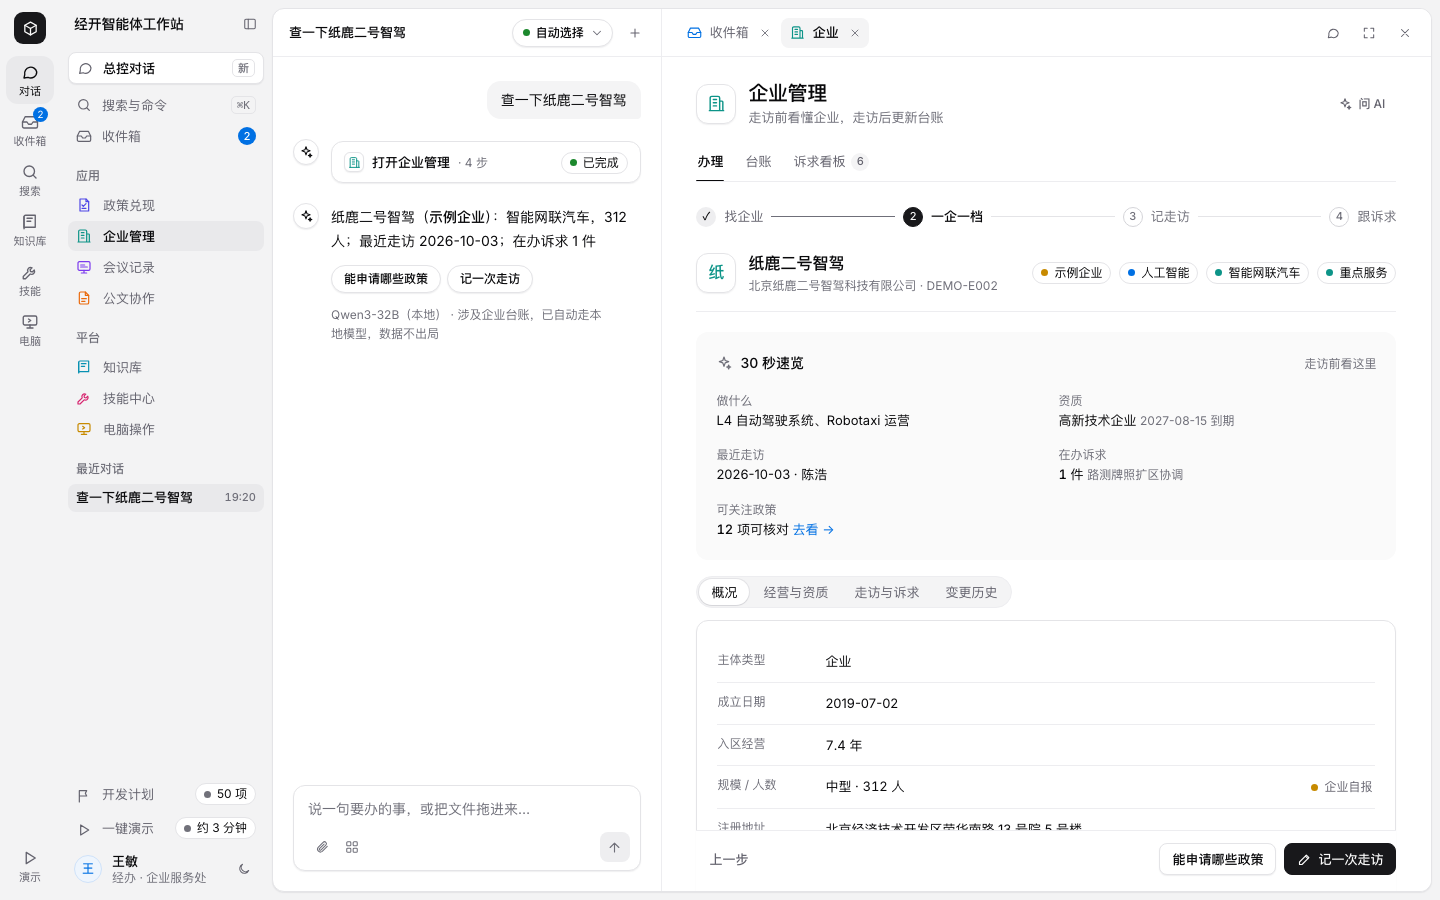 对话
2
收件箱
搜索
知识库
技能
电脑
演示
经开智能体工作站
总控对话 新
搜索与命令 ⌘K
收件箱 2
应用
政策兑现
企业管理
会议记录
公文协作
平台
知识库
技能中心
电脑操作
最近对话
查一下纸鹿二号智驾 19:20
开发计划 50 项
一键演示 约 3 分钟
王 王敏
经办 · 企业服务处
查一下纸鹿二号智驾 自动选择
查一下纸鹿二号智驾
打开企业管理 · 4 步 已完成
纸鹿二号智驾（示例企业）：智能网联汽车，312
人；最近走访 2026-10-03；在办诉求 1 件
能申请哪些政策 记一次走访
Qwen3-32B（本地） · 涉及企业台账，已自动走本
地模型，数据不出局
说一句要办的事，或把文件拖进来...
收件箱 企业
企业管理
走访前看懂企业，走访后更新台账
问 AI
办理 台账 诉求看板 6
找企业 2 一企一档 3 记走访 4 跟诉求
纸 纸鹿二号智驾
北京纸鹿二号智驾科技有限公司 · DEMO-E002
示例企业 人工智能 智能网联汽车 重点服务
30 秒速览 走访前看这里
做什么 资质
L4 自动驾驶系统、Robotaxi 运营 高新技术企业 2027-08-15 到期
最近走访 在办诉求
2026-10-03 · 陈浩 1 件 路测牌照扩区协调
可关注政策
12 项可核对 去看 →
概况 经营与资质 走访与诉求 变更历史
主体类型 企业
成立日期 2019-07-02
入区经营 7.4 年
规模 / 人数 中型 · 312 人 企业自报
注册地址 北京经济技术开发区荣华南路 13 号院 5 号楼
上一步 能申请哪些政策 记一次走访